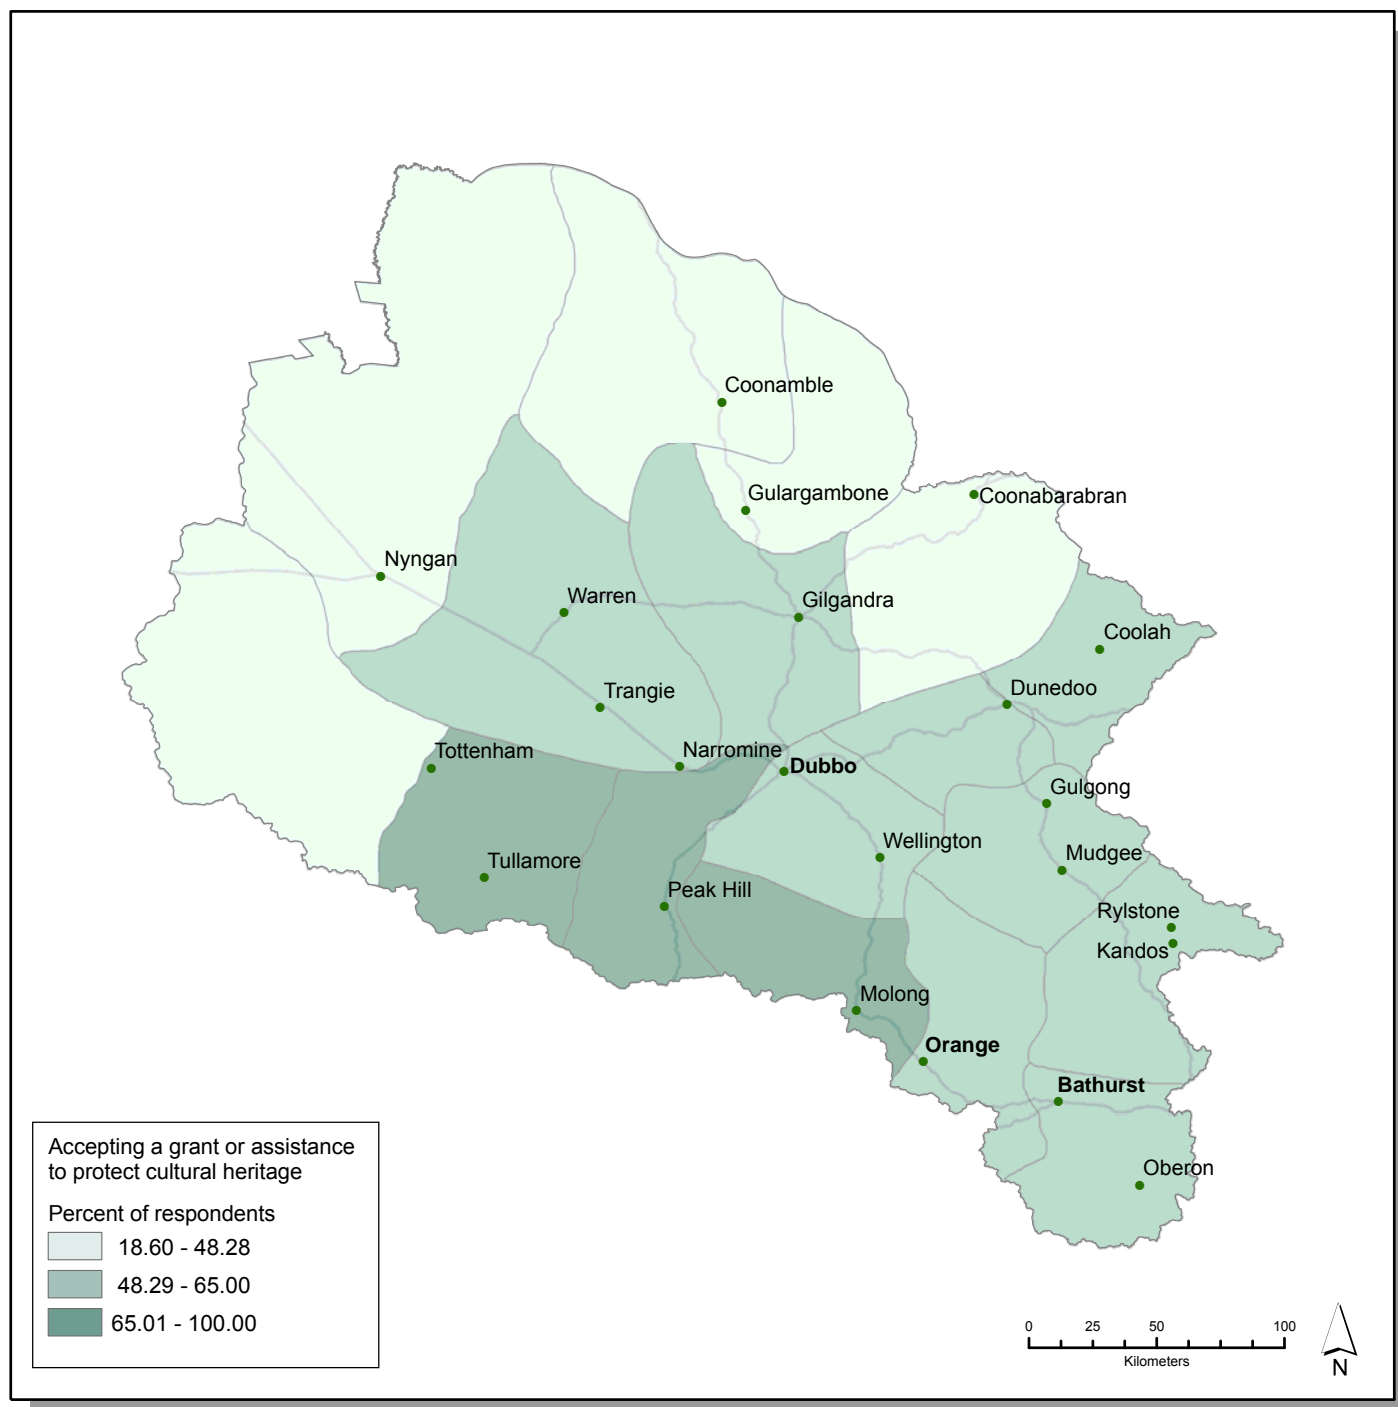 Coonamble
Gulargambone
Coonabarabran
Nyngan
Warren
Gilgandra
Coolah
Trangie
Dunedoo
Tottenham
Narromine
Dubbo
Gulgong
Wellington
Mudgee
Tullamore
Peak Hill
Rylstone
Kandos
Molong
Orange
Bathurst
Oberon
Accepting a grant or assistance
to protect cultural heritage
Percent of respondents
18.60 - 48.28
48.29 - 65.00
65.01 - 100.00
0 25 50 100
Kilometers
N